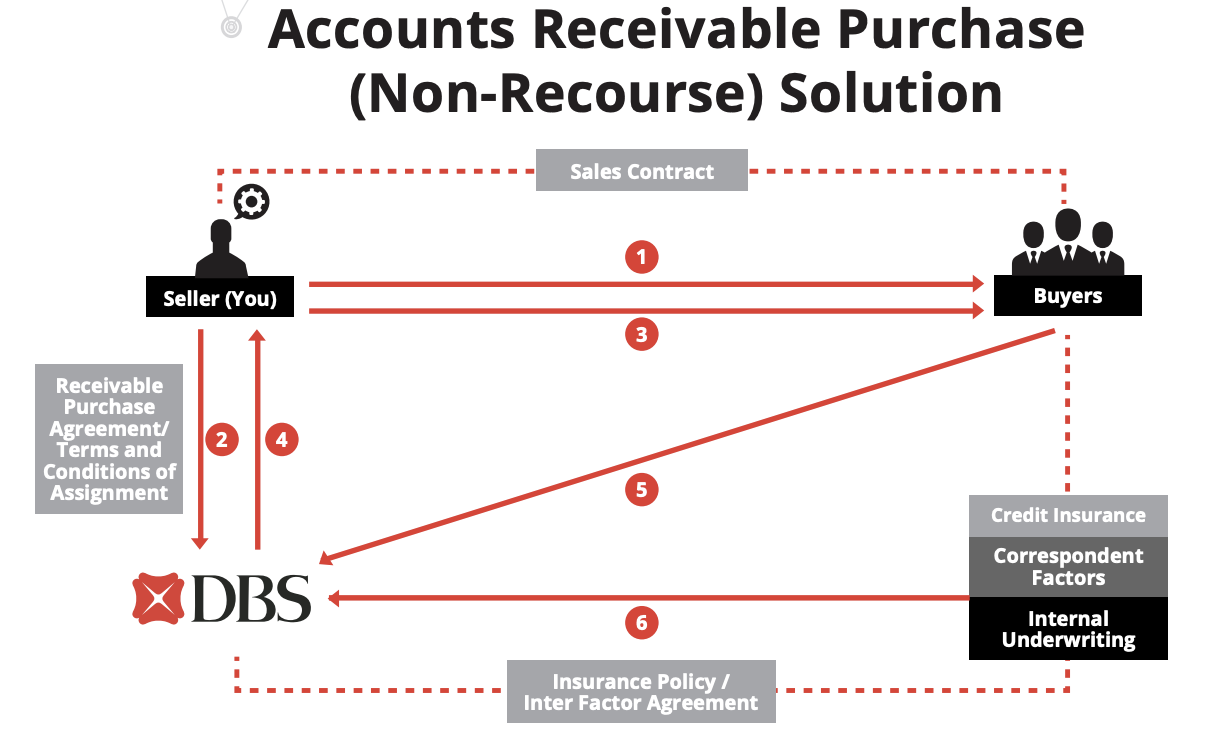 Accounts Receivable Purchase
(Non-Recourse) Solution
Sales Contract
Seller (You)
1
Buyers
3
Receivable
Purchase
Agreement/
Terms and
Conditions of
Assignment
2
4
5
Credit Insurance
Correspondent
Factors
Internal
Underwriting
DBS
6
Insurance Policy /
Inter Factor Agreement